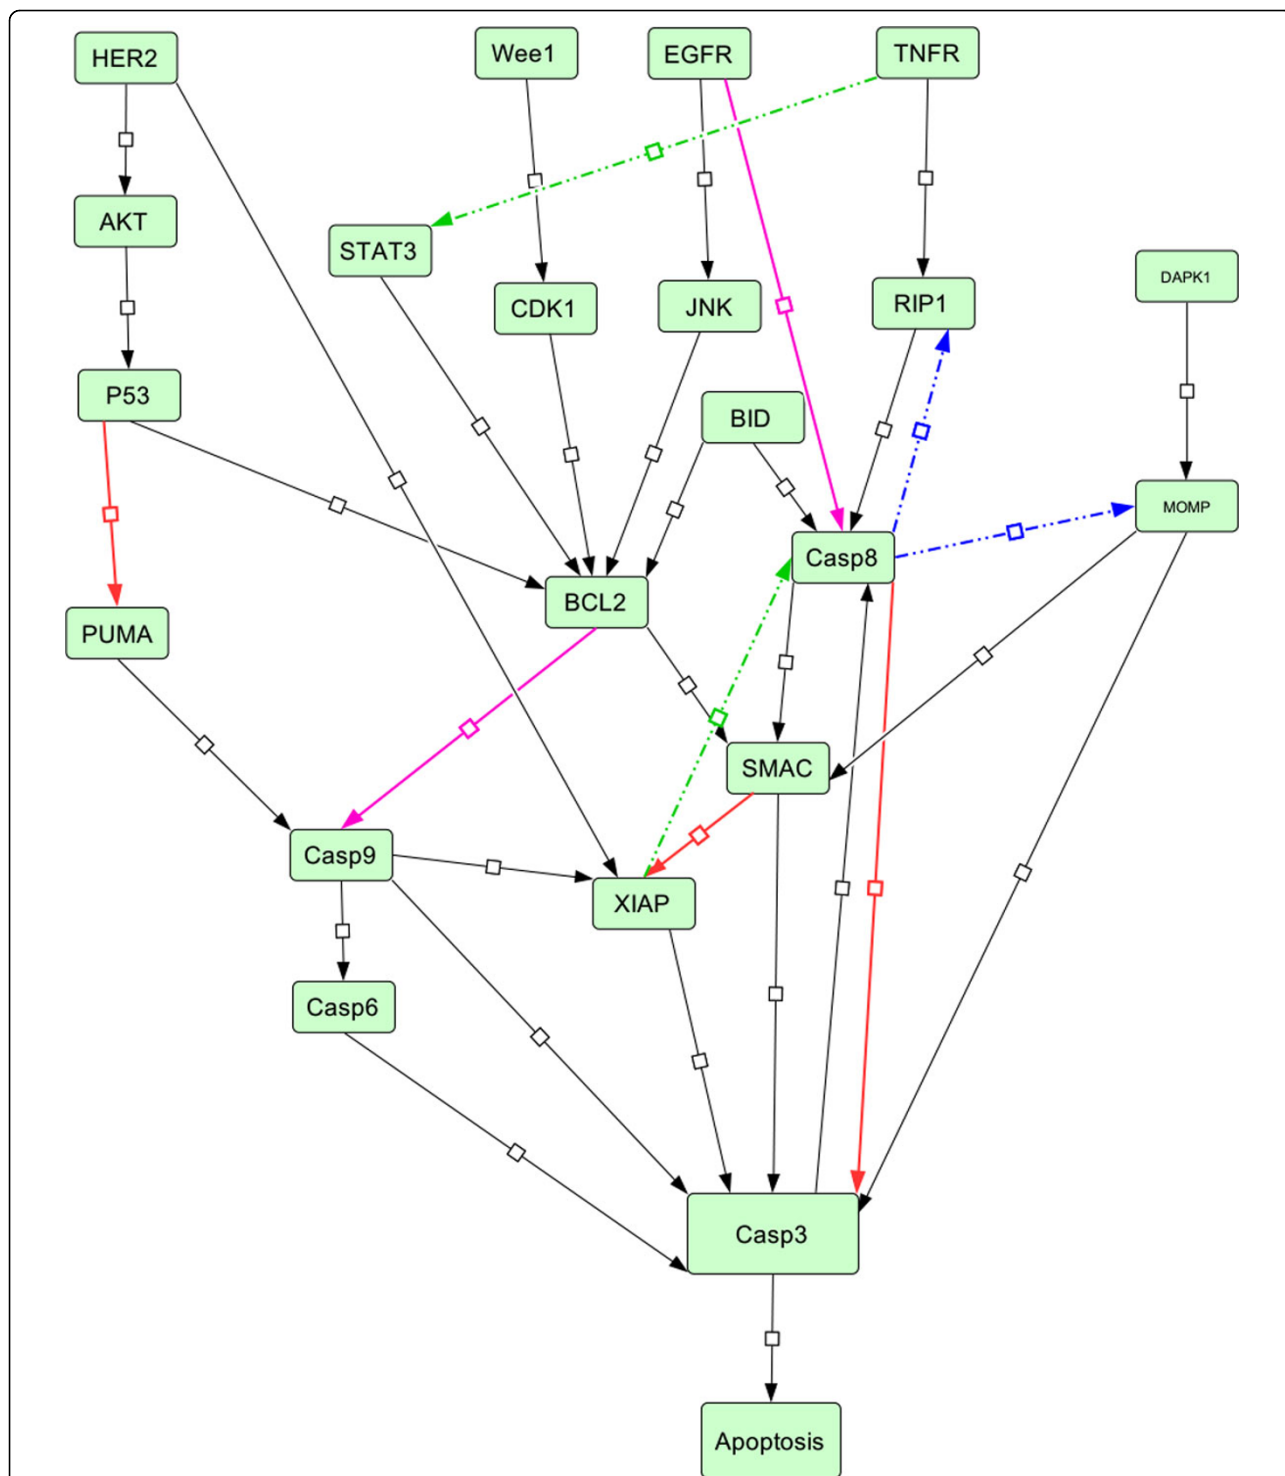 HER2
Wee1
EGFR
TNFR
AKT
STAT3
CDK1
JNK
RIP1
DAPK1
P53
BID
MOMP
Casp8
BCL2
PUMA
SMAC
Casp9
XIAP
Casp6
Casp3
Apoptosis